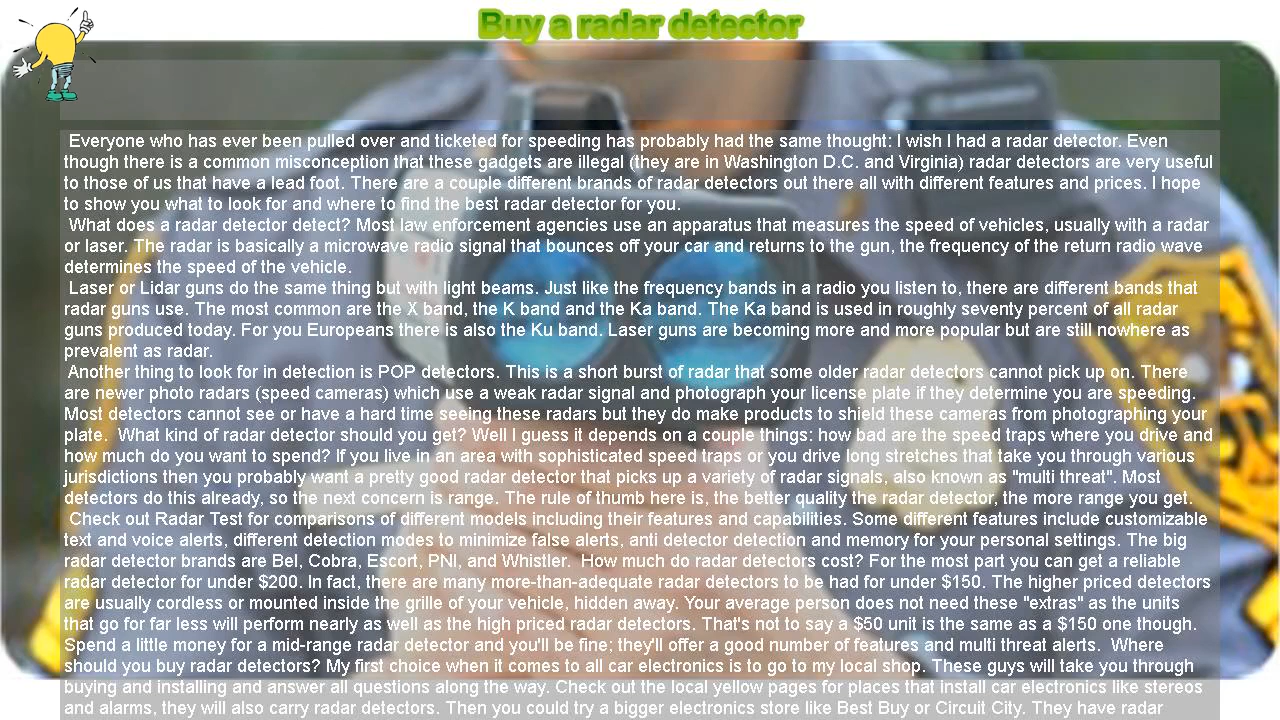 Buy a radar detector
Everyone who has ever been pulled over and ticketed for speeding has probably had the same thought: I wish I had a radar detector. Even
though there is a common misconception that these gadgets are illegal (they are in Washington D.C. and Virginia) radar detectors are very useful
to those of us that have a lead foot. There are a couple different brands of radar detectors out there all with different features and prices. I hope
to show you what to look for and where to find the best radar detector for you.
What does a radar detector detect? Most law enforcement agencies use an apparatus that measures the speed of vehicles, usually with a radar
or laser. The radar is basically a microwave radio signal that bounces off your car and returns to the gun, the frequency of the return radio wave
determines the speed of the vehicle.
Laser or Lidar guns do the same thing but with light beams. Just like the frequency bands in a radio you listen to, there are different bands that
radar guns use. The most common are the X band, the K band and the Ka band. The Ka band is used in roughly seventy percent of all radar
guns produced today. For you Europeans there is also the Ku band. Laser guns are becoming more and more popular but are still nowhere as
prevalent as radar.
Another thing to look for in detection is POP detectors. This is a short burst of radar that some older radar detectors cannot pick up on. There
are newer photo radars (speed cameras) which use a weak radar signal and photograph your license plate if they determine you are speeding.
Most detectors cannot see or have a hard time seeing these radars but they do make products to shield these cameras from photographing your
plate.  What kind of radar detector should you get? Well I guess it depends on a couple things: how bad are the speed traps where you drive and
how much do you want to spend? If you live in an area with sophisticated speed traps or you drive long stretches that take you through various
jurisdictions then you probably want a pretty good radar detector that picks up a variety of radar signals, also known as "multi threat". Most
detectors do this already, so the next concern is range. The rule of thumb here is, the better quality the radar detector, the more range you get.
Check out Radar Test for comparisons of different models including their features and capabilities. Some different features include customizable
text and voice alerts, different detection modes to minimize false alerts, anti detector detection and memory for your personal settings. The big
radar detector brands are Bel, Cobra, Escort, PNI, and Whistler.  How much do radar detectors cost? For the most part you can get a reliable
radar detector for under $200. In fact, there are many more-than-adequate radar detectors to be had for under $150. The higher priced detectors
are usually cordless or mounted inside the grille of your vehicle, hidden away. Your average person does not need these "extras" as the units
that go for far less will perform nearly as well as the high priced radar detectors. That's not to say a $50 unit is the same as a $150 one though.
Spend a little money for a mid-range radar detector and you'll be fine; they'll offer a good number of features and multi threat alerts.  Where
should you buy radar detectors? My first choice when it comes to all car electronics is to go to my local shop. These guys will take you through
buying and installing and answer all questions along the way. Check out the local yellow pages for places that install car electronics like stereos
and alarms, they will also carry radar detectors. Then you could try a bigger electronics store like Best Buy or Circuit City. They have radar